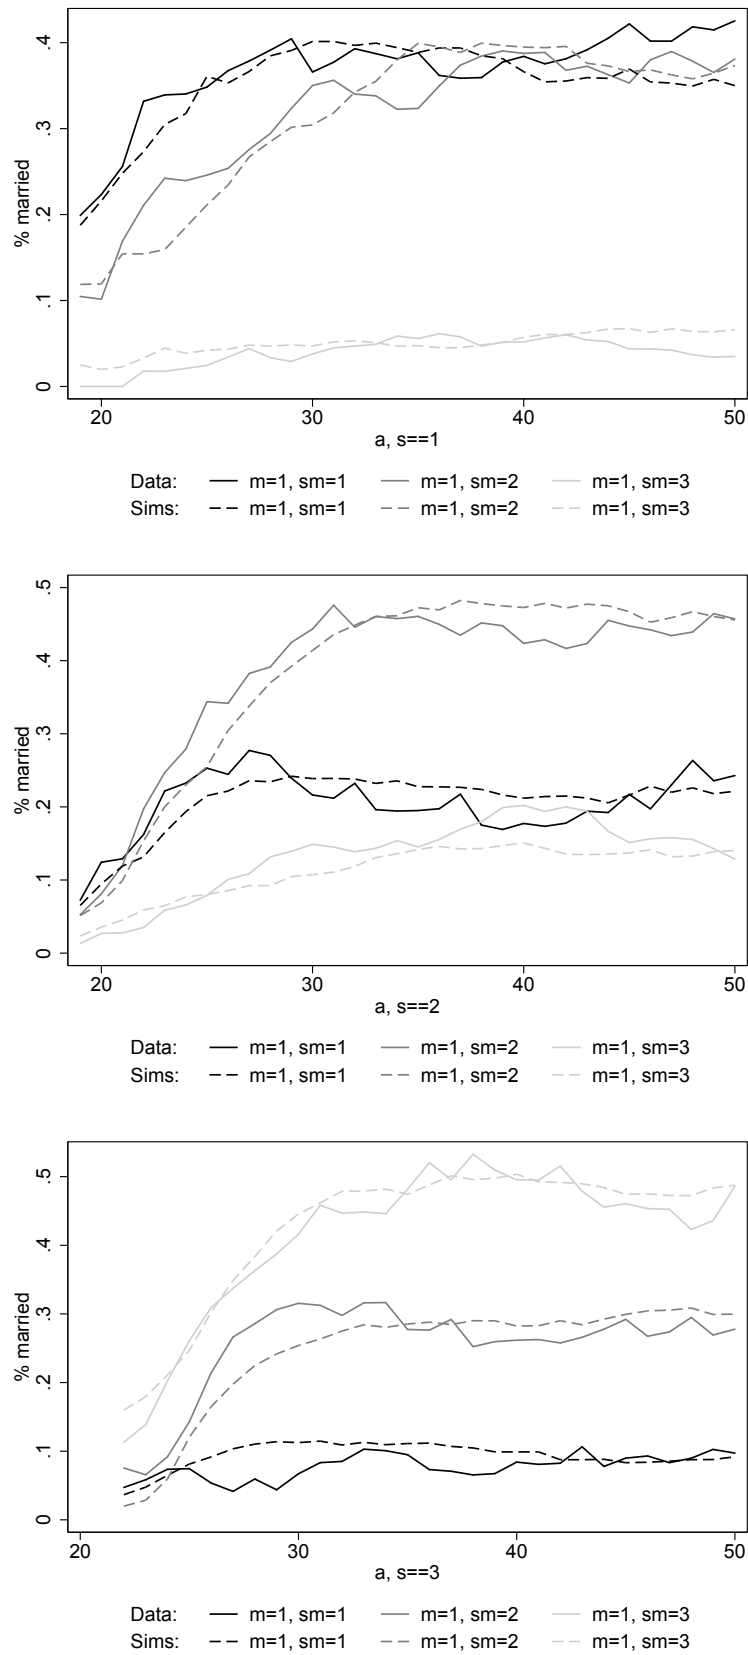 .4
.3
.2
.1
0
% married
20 30 40 50
a, s==1
Data: m=1, sm=1 m=1, sm=2 m=1, sm=3
Sims: m=1, sm=1 m=1, sm=2 m=1, sm=3
.5
.4
.3
.2
.1
0
% married
20 30 40 50
a, s==2
Data: m=1, sm=1 m=1, sm=2 m=1, sm=3
Sims: m=1, sm=1 m=1, sm=2 m=1, sm=3
.5
.4
.3
.2
.1
0
% married
20 30 40 50
a, s==3
Data: m=1, sm=1 m=1, sm=2 m=1, sm=3
Sims: m=1, sm=1 m=1, sm=2 m=1, sm=3